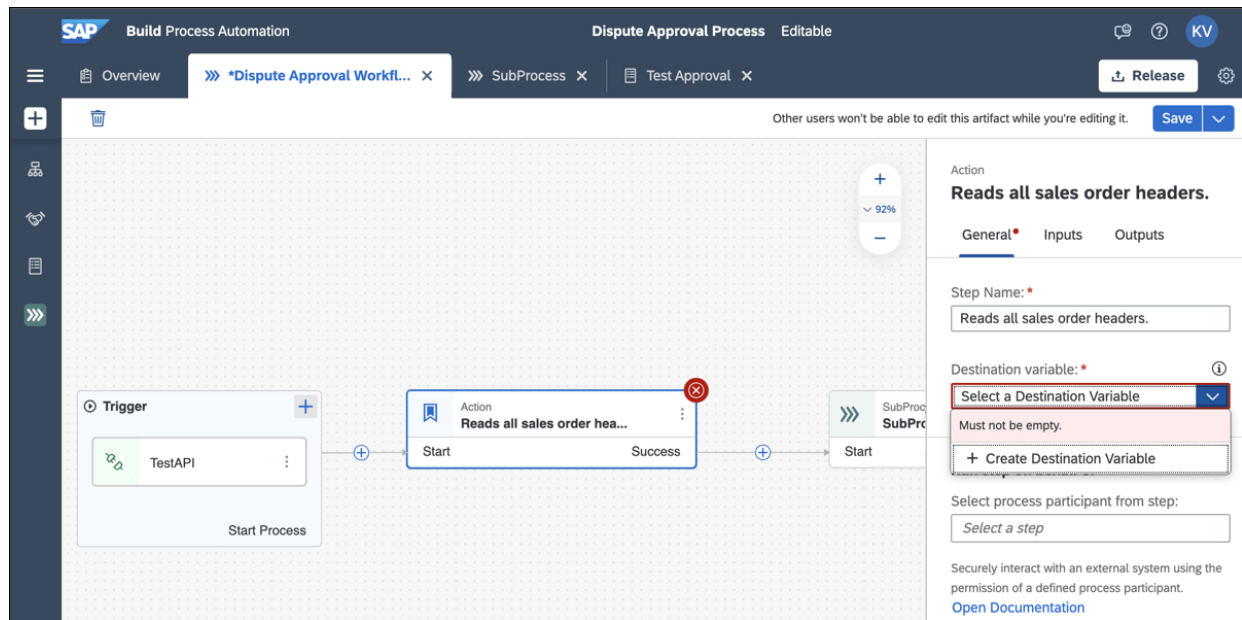 SAP Build Process Automation
Dispute Approval Process Editable
KV
Overview
*Dispute Approval Workfl...
SubProcess
Test Approval
Release
Other users won't be able to edit this artifact while you're editing it.
Save
92%
Trigger
TestAPI
Start Process
Action
Reads all sales order hea...
Start Success
SubProc
SubPro
Start
Action
Reads all sales order headers.
General Inputs Outputs
Step Name: *
Reads all sales order headers.
Destination variable: *
Select a Destination Variable
Must not be empty.
+ Create Destination Variable
Select process participant from step:
Select a step
Securely interact with an external system using the
permission of a defined process participant.
Open Documentation